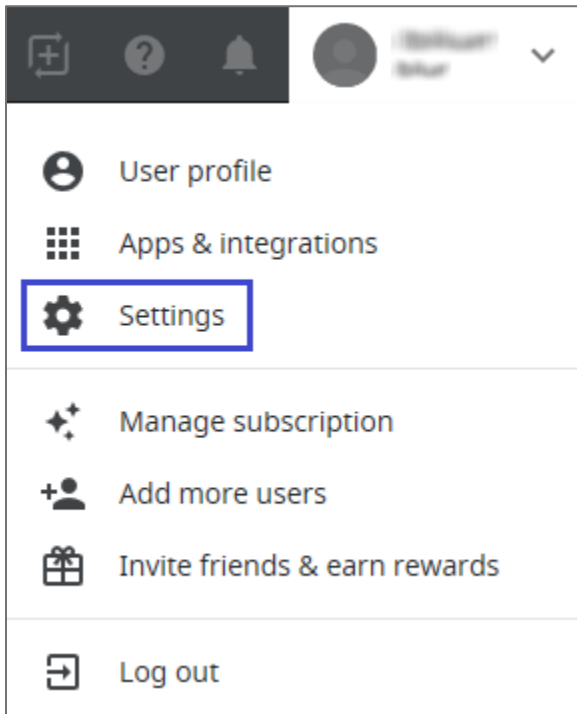 User profile
Apps & integrations
Settings
Manage subscription
Add more users
Invite friends & earn rewards
Log out